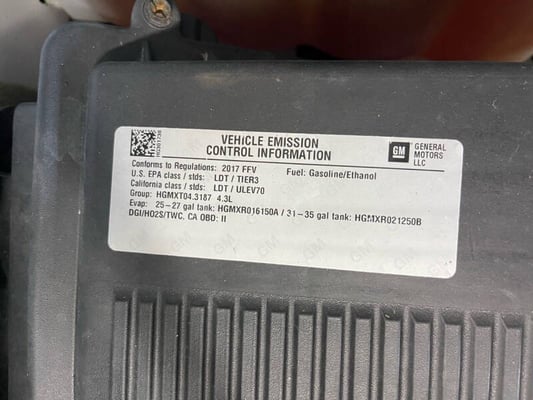 VEHICLE EMISSION
CONTROL INFORMATION
GM GENERAL
MOTORS
LLC
Conforms to Regulations: 2017 FFV Fuel: Gasoline/Ethanol
U.S. EPA class / stds: LDT / TIER3
California class / stds: LDT / ULEV70
Group: HGMXT04.3187 4.3L
Evap: 25-27 gal tank: HGMXR016150A / 31-35 gal tank: HGMXR021250B
DGI/HO2S/TWC, CA OBD: II